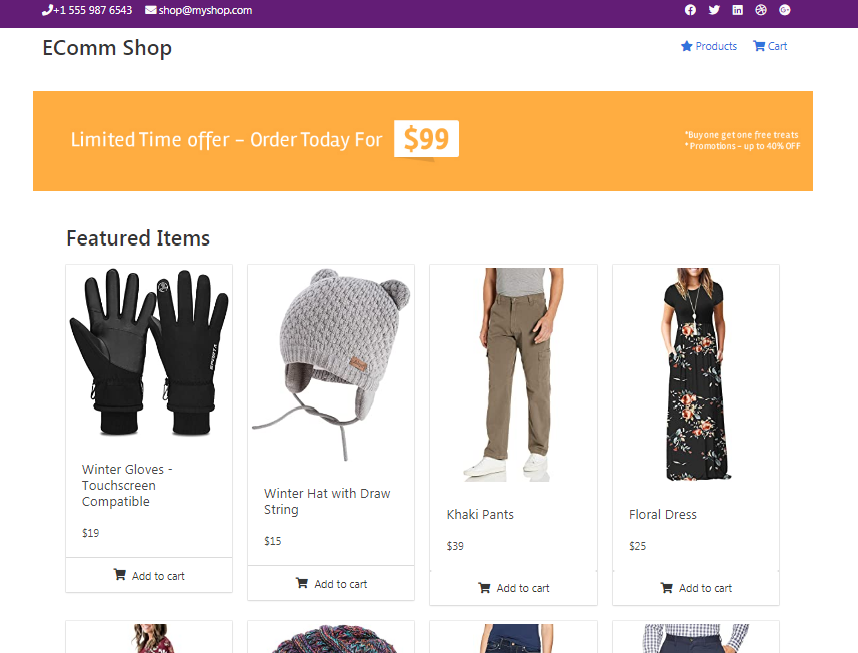 +1 555 987 6543 shop@myshop.com
EComm Shop
Products Cart
Limited Time offer – Order Today For $99
*Buy one get one free treats
* Promotions – up to 40% OFF
Featured Items
Winter Gloves -
Touchscreen
Compatible
$19
Add to cart
Winter Hat with Draw
String
$15
Add to cart
Khaki Pants
$39
Add to cart
Floral Dress
$25
Add to cart